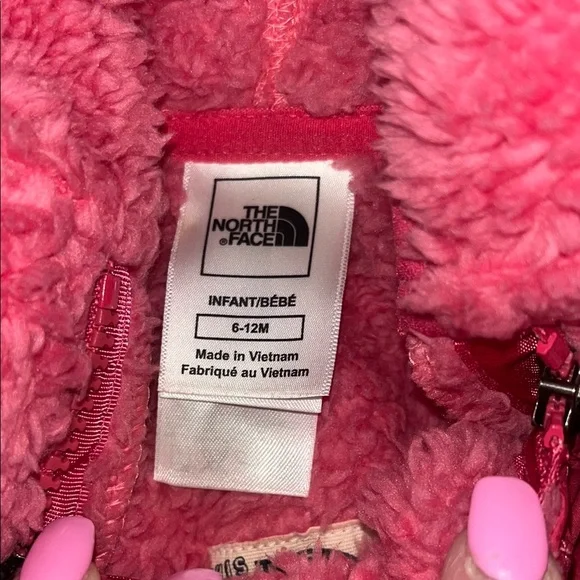 THE
NORTH
®FACE
INFANT/BÉBÉ
6-12M
Made in Vietnam
Fabriqué au Vietnam